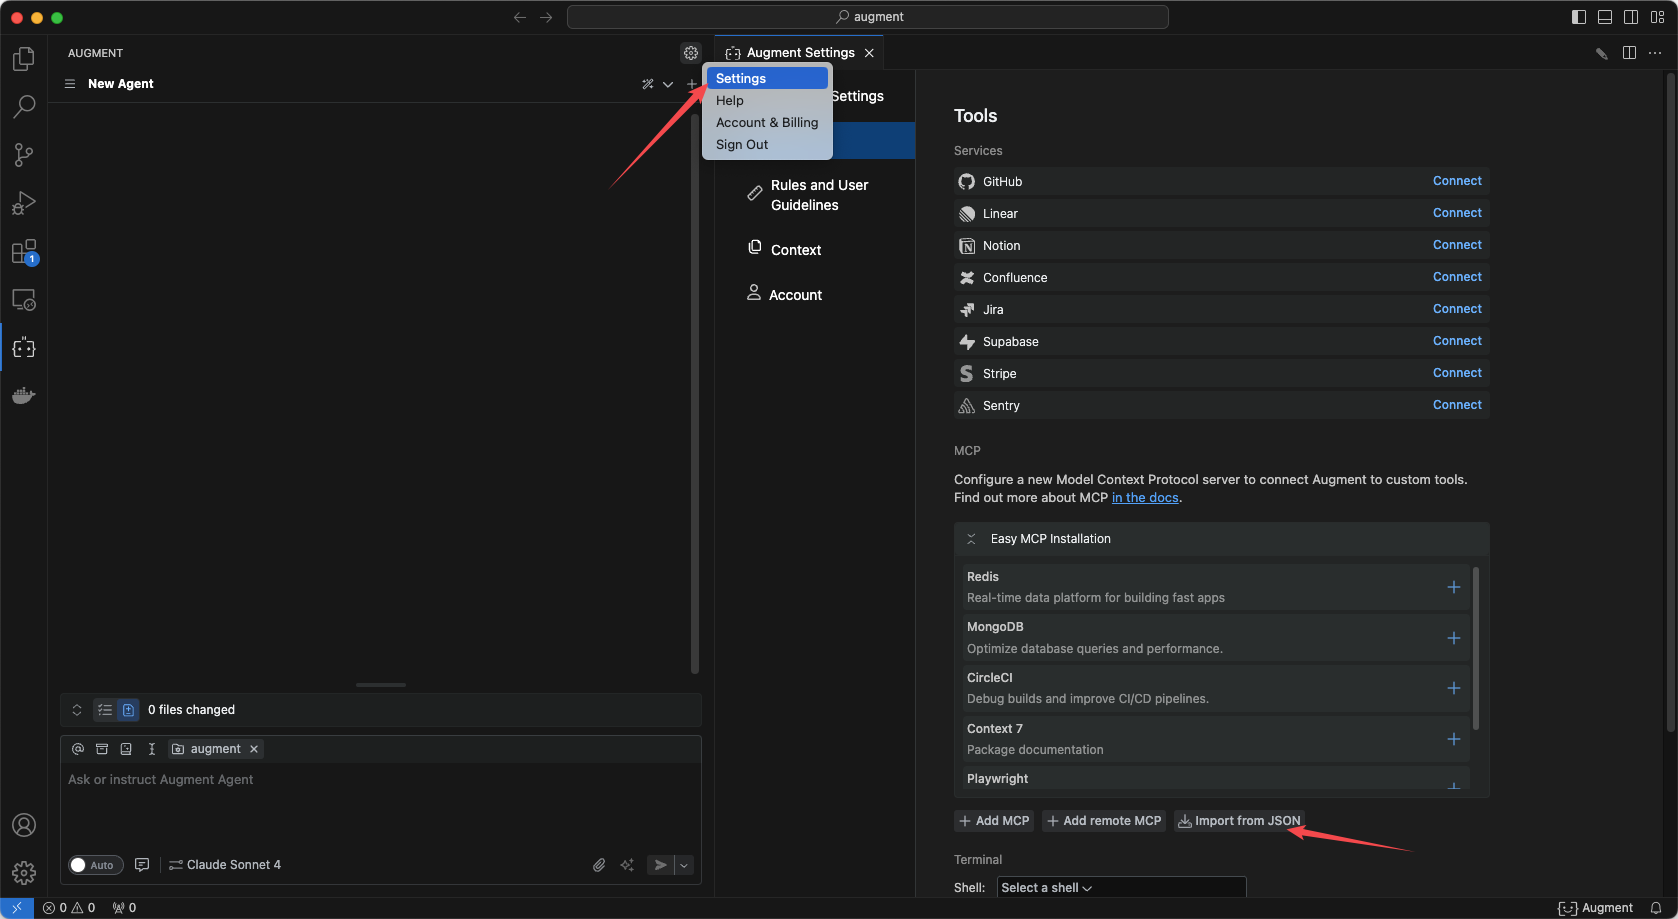 augment
AUGMENT
New Agent
Augment Settings
Settings
Help
Account & Billing
Sign Out
Settings
Rules and User
Guidelines
Context
Account
Tools
Services
GitHub Connect
Linear Connect
Notion Connect
Confluence Connect
Jira Connect
Supabase Connect
Stripe Connect
Sentry Connect
MCP
Configure a new Model Context Protocol server to connect Augment to custom tools.
Find out more about MCP in the docs.
Easy MCP Installation
Redis
Real-time data platform for building fast apps
MongoDB
Optimize database queries and performance.
CircleCI
Debug builds and improve CI/CD pipelines.
Context 7
Package documentation
Playwright
Add MCP Add remote MCP Import from JSON
Terminal
Shell: Select a shell
1
0 files changed
augment
Ask or instruct Augment Agent
Auto Claude Sonnet 4
0 0 0 Augment